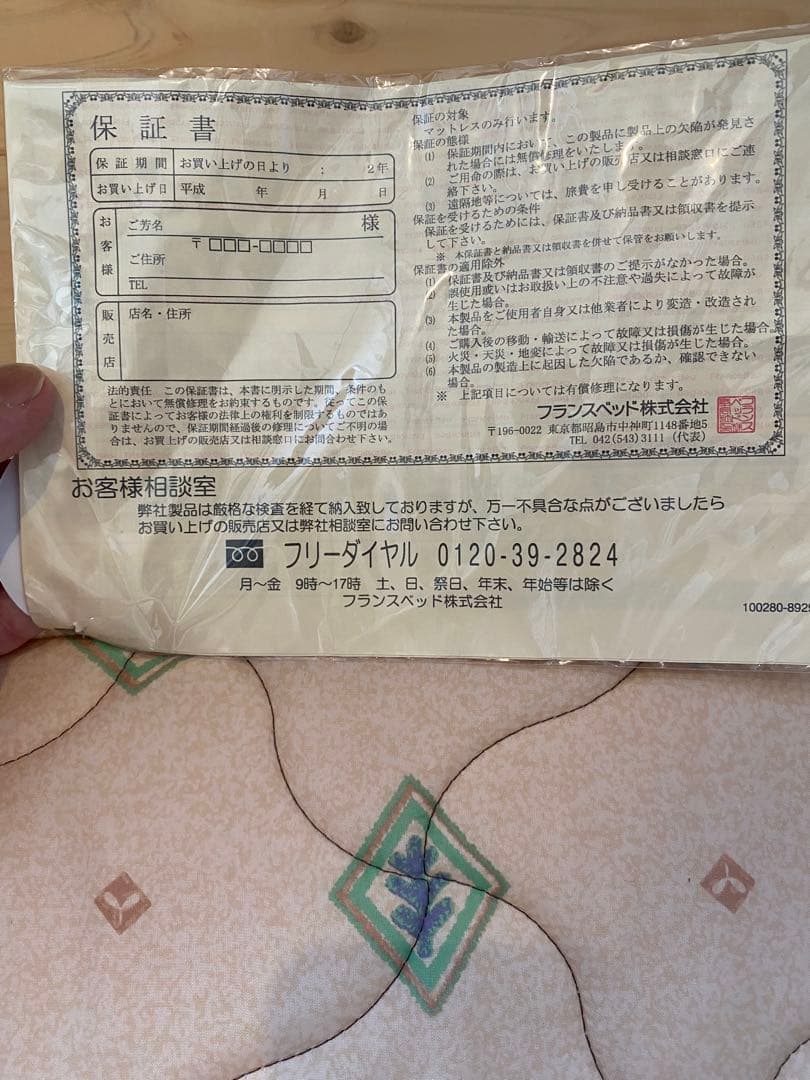 保証書
保証期間 お買い上げの日より : 2年
お買い上げ日 平成 年 月 日
お客様
ご芳名 様
〒□□□-□□□□
ご住所
TEL
販売店
店名・住所
法的責任 この保証書は、本書に明示した期間、条件のも
とにおいて無償修理をお約束するものです。従ってこの保
証書によってお客様の法律上の権利を制限するものではあ
りませんので、保証期間経過後の修理についてご不明の場
合は、お買上げの販売店又は相談窓口にお問合わせ下さい。
保証の対象
マットレスのみ行います。
保証の態様
(1) 保証期間内において、この製品に製品上の欠陥が発見さ
れた場合には無償修理をいたします。
(2) ご用命の際は、お買い上げの販売店又は相談窓口にご連
絡下さい。
(3) 遠隔地等については、旅費を申し受けることがあります。
保証を受けるための条件
保証を受けるためには、保証書及び納品書又は領収書を提示
して下さい。
※ 本保証書と納品書又は領収書を併せて保管をお願いします。
保証書の適用除外
(1) 保証書及び納品書又は領収書のご提示がなかった場合。
(2) 誤使用或いはお取扱い上の不注意や過失によって故障が
生じた場合。
(3) 本製品をご使用者自身又は他業者により変造・改造され
た場合。
(4) ご購入後の移動・輸送によって故障又は損傷が生じた場合。
(5) 火災・天災・地変によって故障又は損傷が生じた場合。
(6) 本製品の製造上に起因した欠陥であるか、確認できない
場合。
※ 上記項目については有償修理になります。
フランスベッド株式会社
〒196-0022 東京都昭島市中神町1148番地5
TEL 042(543)3111 (代表)
お客様相談室
弊社製品は厳格な検査を経て納入致しておりますが、万一不具合な点がございましたら
お買い上げの販売店又は弊社相談室にお問い合わせ下さい。
フリーダイヤル 0120-39-2824
月〜金 9時〜17時 土、日、祭日、年末、年始等は除く
フランスベッド株式会社
100280-8929